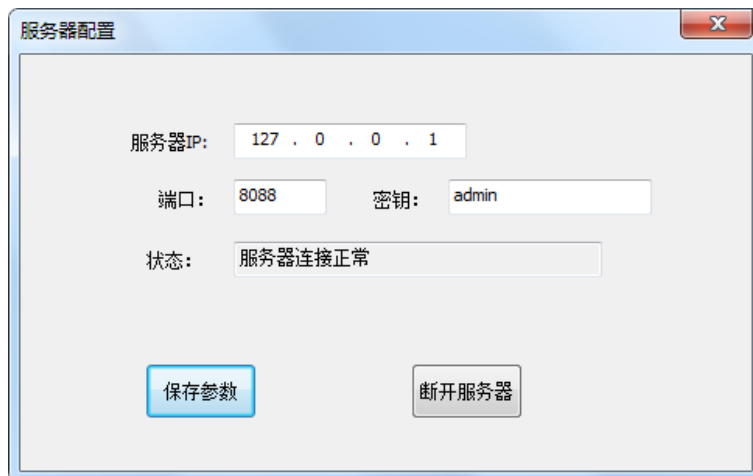 服务器配置
服务器IP: 127 . 0 . 0 . 1
端口: 8088 密钥: admin
状态: 服务器连接正常
保存参数 断开服务器